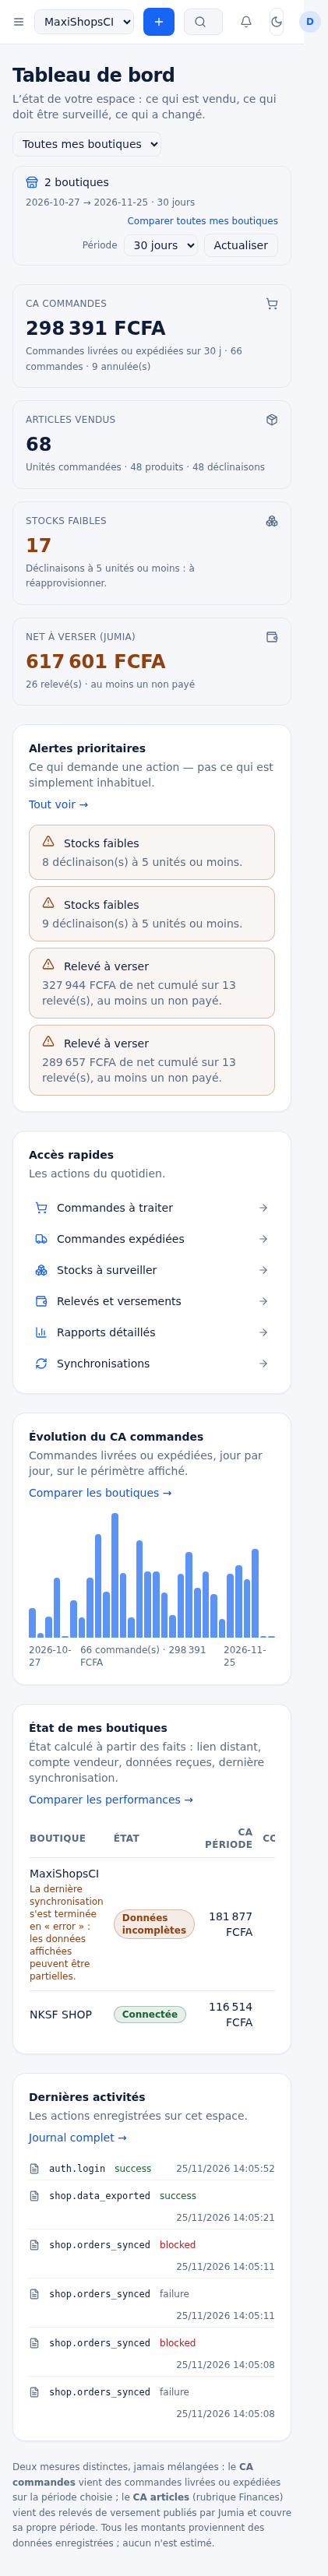 MaxiShopsCI
D
Tableau de bord
L’état de votre espace : ce qui est vendu, ce qui
doit être surveillé, ce qui a changé.
Toutes mes boutiques
2 boutiques
2026-10-27 → 2026-11-25 · 30 jours
Comparer toutes mes boutiques
Période 30 jours Actualiser
CA COMMANDES
298 391 FCFA
Commandes livrées ou expédiées sur 30 j · 66
commandes · 9 annulée(s)
ARTICLES VENDUS
68
Unités commandées · 48 produits · 48 déclinaisons
STOCKS FAIBLES
17
Déclinaisons à 5 unités ou moins : à
réapprovisionner.
NET À VERSER (JUMIA)
617 601 FCFA
26 relevé(s) · au moins un non payé
Alertes prioritaires
Ce qui demande une action — pas ce qui est
simplement inhabituel.
Tout voir →
Stocks faibles
8 déclinaison(s) à 5 unités ou moins.
Stocks faibles
9 déclinaison(s) à 5 unités ou moins.
Relevé à verser
327 944 FCFA de net cumulé sur 13
relevé(s), au moins un non payé.
Relevé à verser
289 657 FCFA de net cumulé sur 13
relevé(s), au moins un non payé.
Accès rapides
Les actions du quotidien.
Commandes à traiter
Commandes expédiées
Stocks à surveiller
Relevés et versements
Rapports détaillés
Synchronisations
Évolution du CA commandes
Commandes livrées ou expédiées, jour par
jour, sur le périmètre affiché.
Comparer les boutiques →
2026-10- 66 commande(s) · 298 391 2026-11-
27 FCFA 25
État de mes boutiques
État calculé à partir des faits : lien distant,
compte vendeur, données reçues, dernière
synchronisation.
Comparer les performances →
CA
BOUTIQUE ÉTAT PÉRIODE
MaxiShopsCI
La dernière
synchronisation
s'est terminée
en « error » :
les données
affichées
peuvent être
partielles.
Données
incomplètes
181 877
FCFA
NKSF SHOP Connectée 116 514
FCFA
Dernières activités
Les actions enregistrées sur cet espace.
Journal complet →
auth.login success 25/11/2026 14:05:52
shop.data_exported success
25/11/2026 14:05:21
shop.orders_synced blocked
25/11/2026 14:05:11
shop.orders_synced failure
25/11/2026 14:05:11
shop.orders_synced blocked
25/11/2026 14:05:08
shop.orders_synced failure
25/11/2026 14:05:08
Deux mesures distinctes, jamais mélangées : le CA
commandes vient des commandes livrées ou expédiées
sur la période choisie ; le CA articles (rubrique Finances)
vient des relevés de versement publiés par Jumia et couvre
sa propre période. Tous les montants proviennent des
données enregistrées ; aucun n'est estimé.